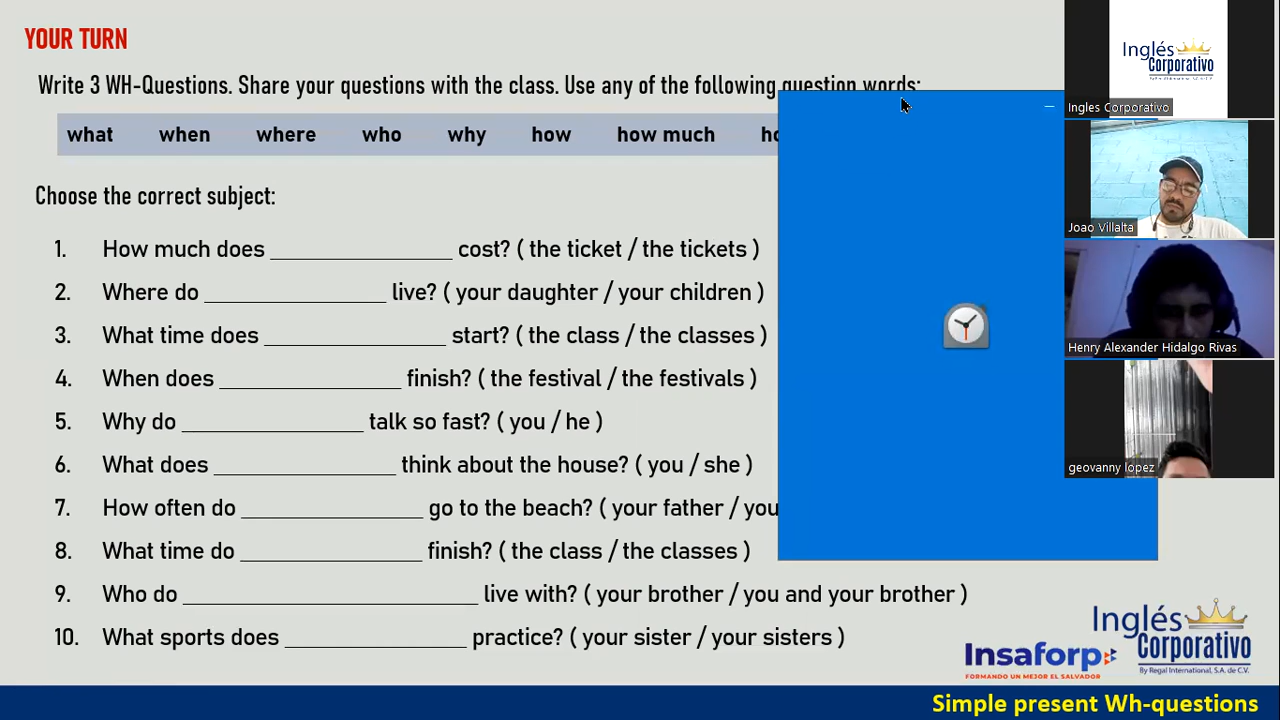 YOUR TURN
Write 3 WH-Questions. Share your questions with the class. Use any of the following question words:
what when where who why how how much
Choose the correct subject:
1. How much does ________________ cost? ( the ticket / the tickets )
2. Where do ________________ live? ( your daughter / your children )
3. What time does ________________ start? ( the class / the classes )
4. When does ________________ finish? ( the festival / the festivals )
5. Why do ________________ talk so fast? ( you / he )
6. What does ________________ think about the house? ( you / she )
7. How often do ________________ go to the beach? ( your father / you
8. What time do ________________ finish? ( the class / the classes )
9. Who do __________________________ live with? ( your brother / you and your brother )
10. What sports does ________________ practice? ( your sister / your sisters )
Inglés
Corporativo
Ingles Corporativo
Joao Villalta
Henry Alexander Hidalgo Rivas
geovanny lopez
Insaforp
FORMANDO UN MEJOR EL SALVADOR
Inglés
Corporativo
By Regal International, S.A. de C.V.
Simple present Wh-questions